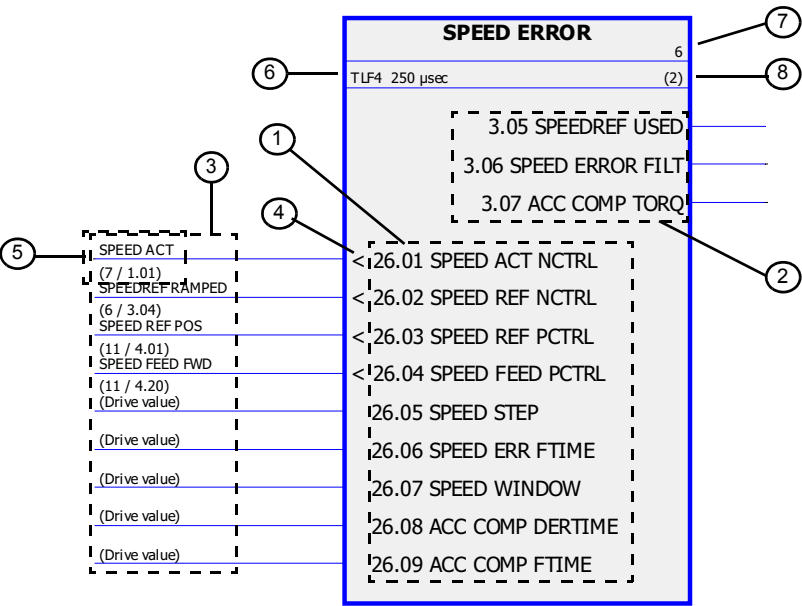 SPEED ERROR
6
7
6
TLF4 250 µsec
(2)
8
3.05 SPEEDREF USED
1
3.06 SPEED ERROR FILT
3
3.07 ACC COMP TORQ
4
5
SPEED ACT
(7 / 1.01)
< 26.01 SPEED ACT NCTRL
2
SPEEDREF RAMPED
(6 / 3.04)
< 26.02 SPEED REF NCTRL
SPEED REF POS
(11 / 4.01)
< 26.03 SPEED REF PCTRL
SPEED FEED FWD
(11 / 4.20)
< 26.04 SPEED FEED PCTRL
(Drive value)
26.05 SPEED STEP
(Drive value)
26.06 SPEED ERR FTIME
(Drive value)
26.07 SPEED WINDOW
(Drive value)
26.08 ACC COMP DERTIME
(Drive value)
26.09 ACC COMP FTIME